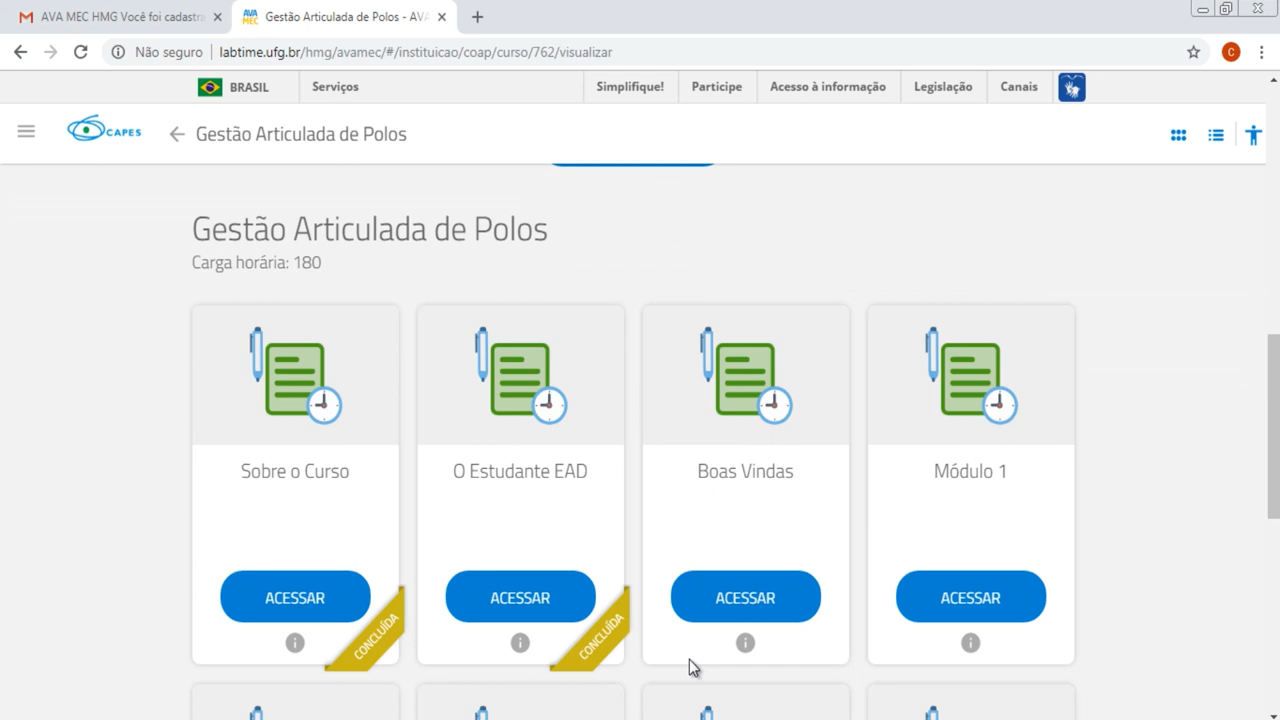 AVA MEC HMG Você foi cadastra
Gestão Articulada de Polos - AVA
Não seguro
labtime.ufg.br/hmg/avamec/#/instituicao/coap/curso/762/visualizar
C
BRASIL
Serviços
Simplifique!
Participe
Acesso à informação
Legislação
Canais
CAPES
Gestão Articulada de Polos
Gestão Articulada de Polos
Carga horária: 180
Sobre o Curso
O Estudante EAD
Boas Vindas
Módulo 1
ACESSAR
ACESSAR
ACESSAR
ACESSAR
CONCLUÍDA
CONCLUÍDA